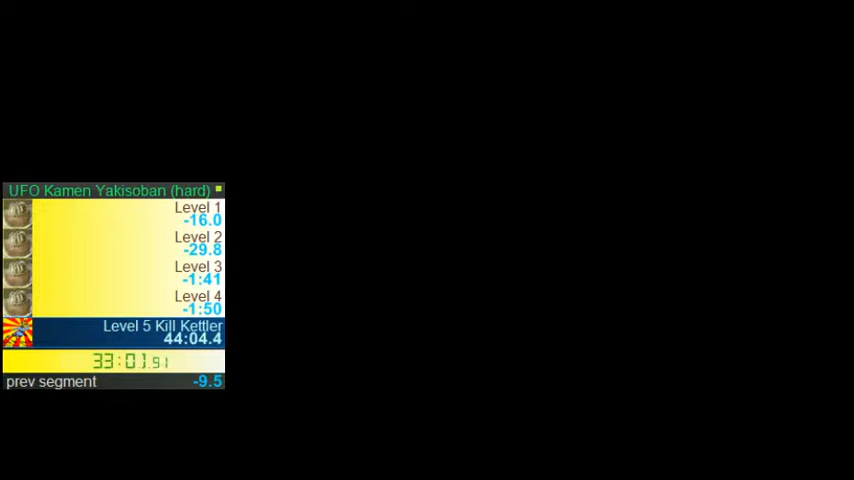 UFO Kamen Yakisoban (hard)
Level 1
-16.0
Level 2
-29.8
Level 3
-1:41
Level 4
-1:50
Level 5 Kill Kettler
44:04.4
33:01.91
prev segment -9.5